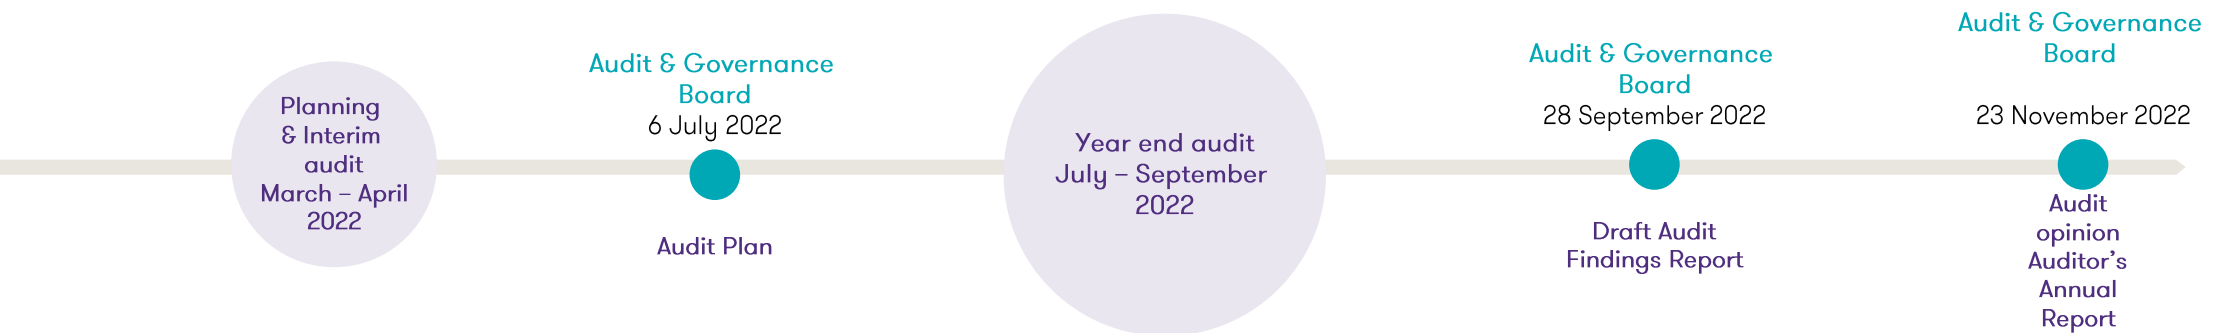 Planning
& Interim
audit
March – April
2022
Audit & Governance
Board
6 July 2022
Audit Plan
Year end audit
July – September
2022
Audit & Governance
Board
28 September 2022
Draft Audit
Findings Report
Audit & Governance
Board
23 November 2022
Audit
opinion
Auditor’s
Annual
Report